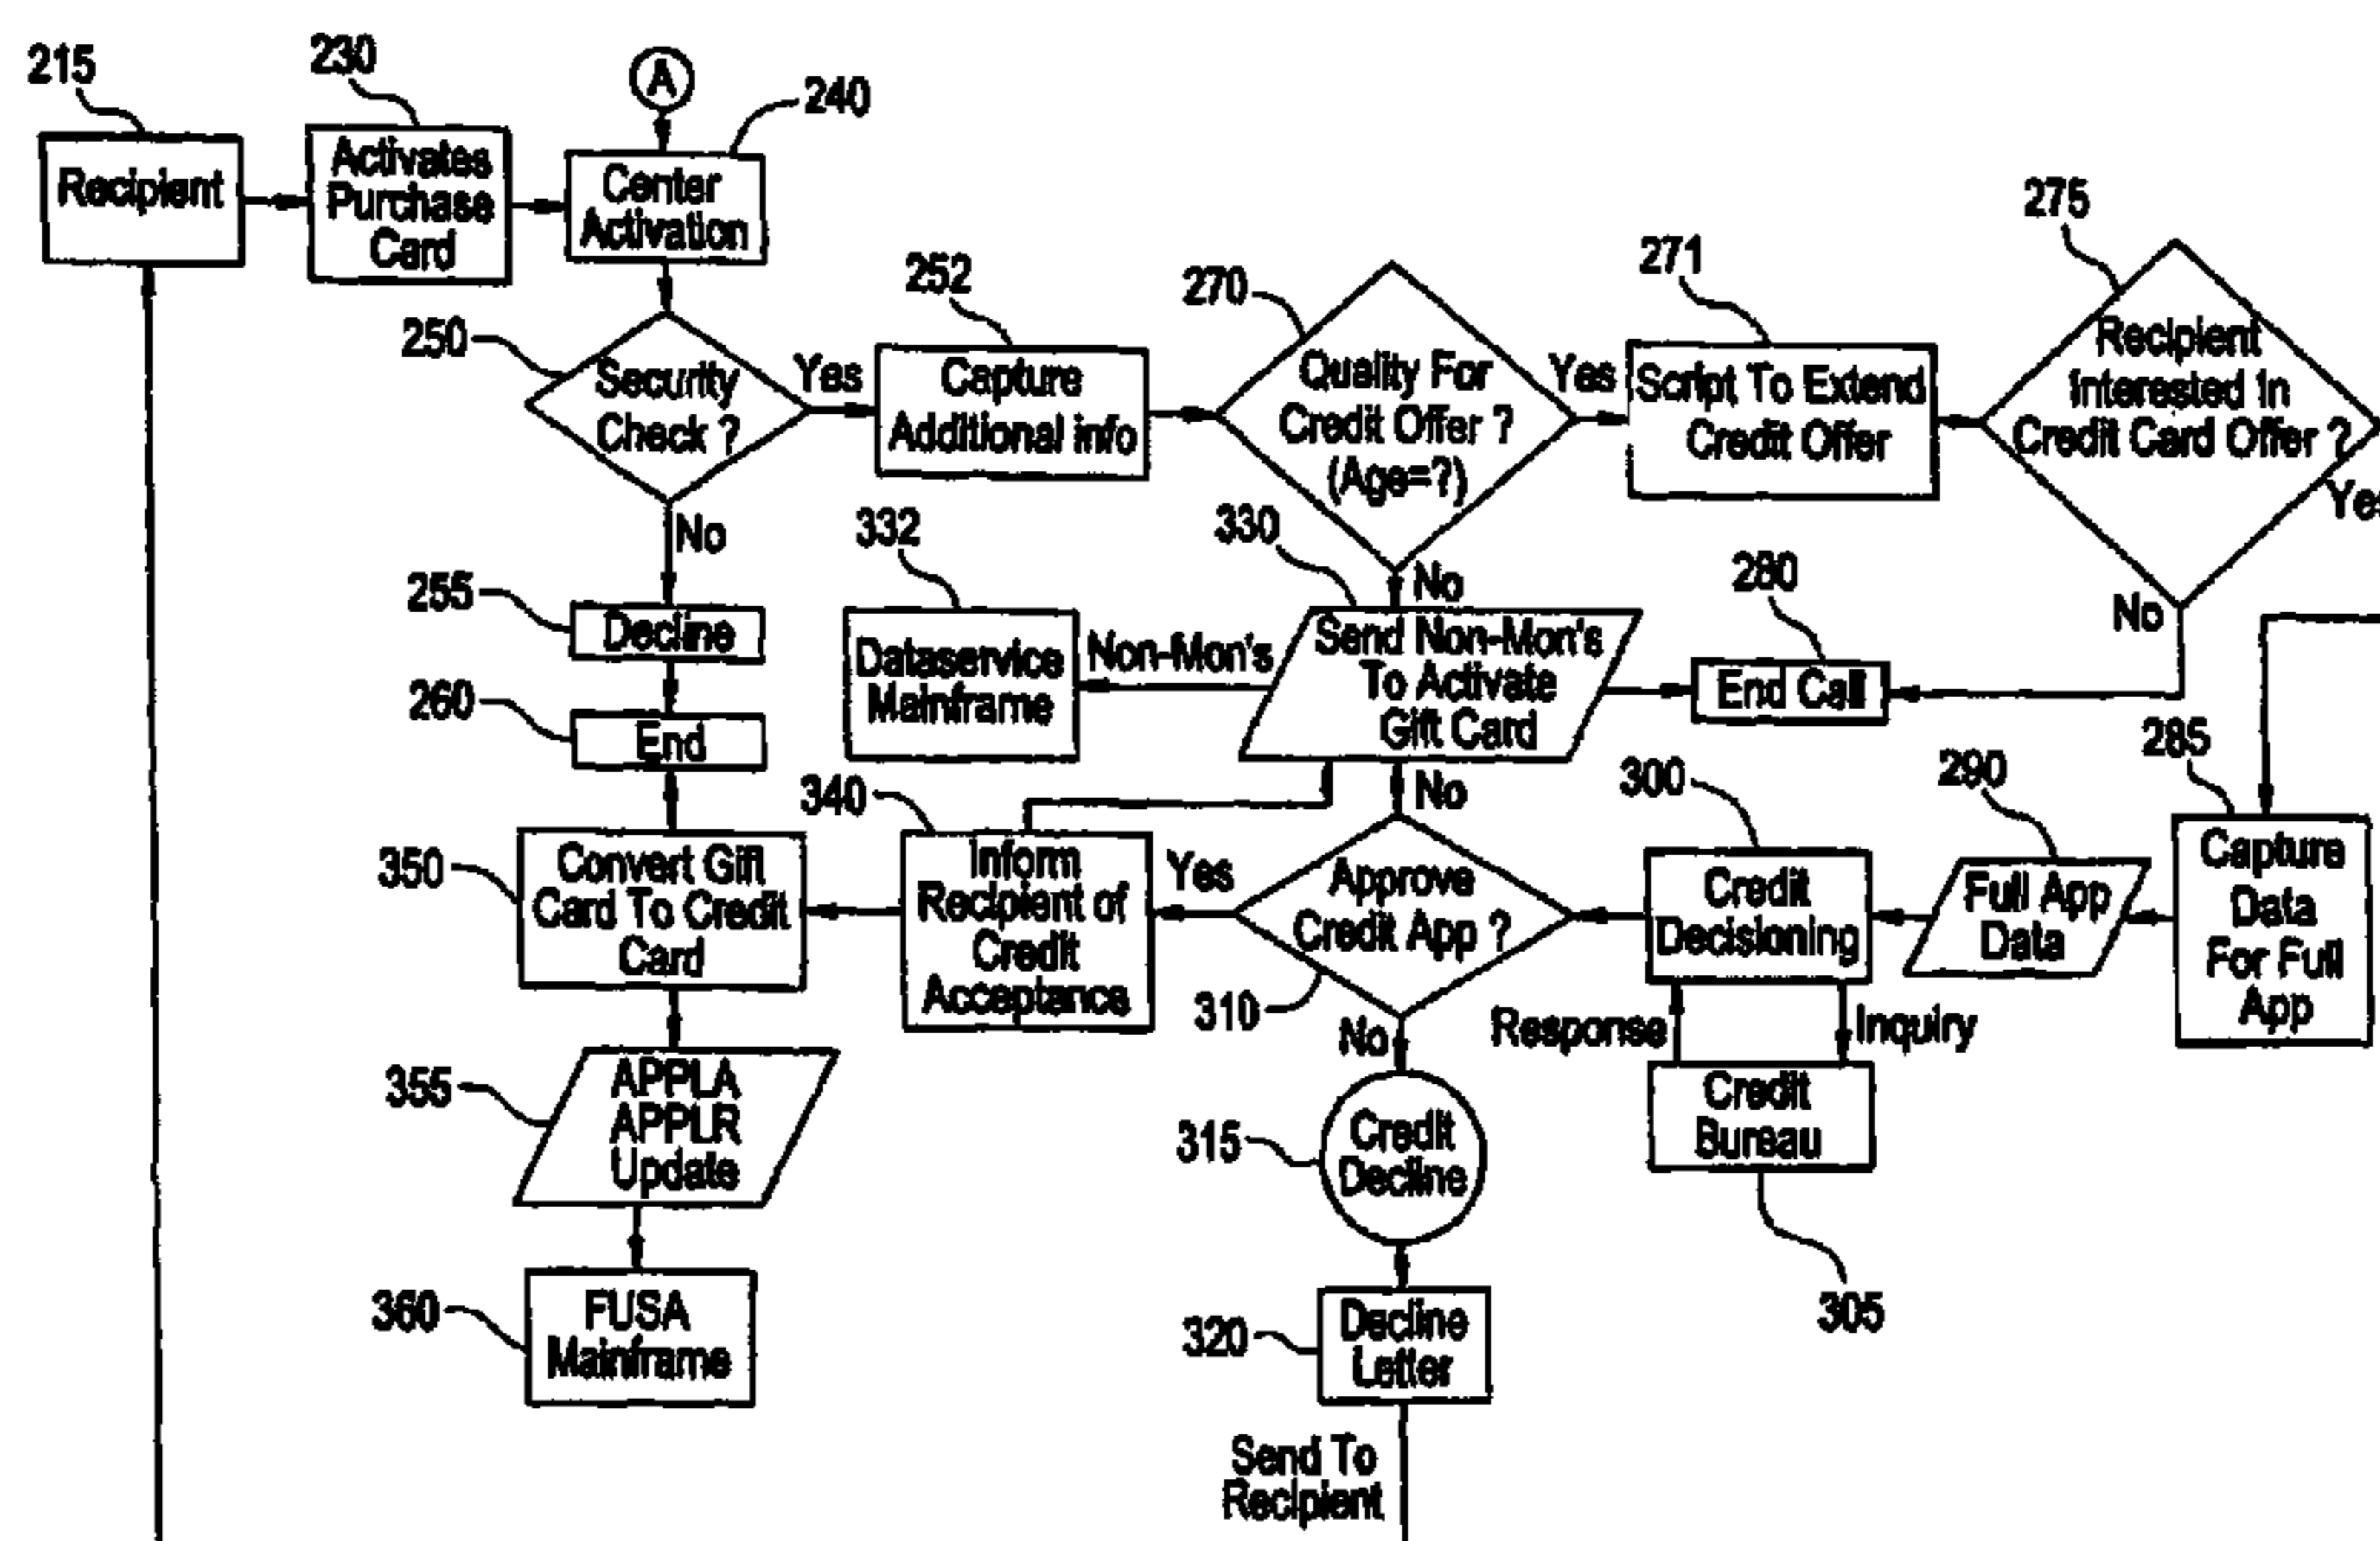 215
230
A
240
Recipient
Activates
Purchase
Card
Center
Activation
250
Security
Check ?
Yes
No
252
Capture
Additional info
270
Quality For
Credit Offer ?
(Age=?)
Yes
No
271
Script To Extend
Credit Offer
275
Recipient
Interested In
Credit Card Offer ?
Yes
No
255
Decline
260
End
332
Dataservice
Mainframe
Non-Mon's
330
Send Non-Mon's
To Activate
Gift Card
280
End Call
285
Capture
Data
For Full
App
290
Full App
Data
300
Credit
Decisioning
Response
Inquiry
Credit
Bureau
305
No
Approve
Credit App ?
310
Yes
No
340
Inform
Recipient of
Credit
Acceptance
350
Convert Gift
Card To Credit
Card
355
APPLA
APPLR
Update
360
FUSA
Mainframe
315
Credit
Decline
320
Decline
Letter
Send To
Recipient